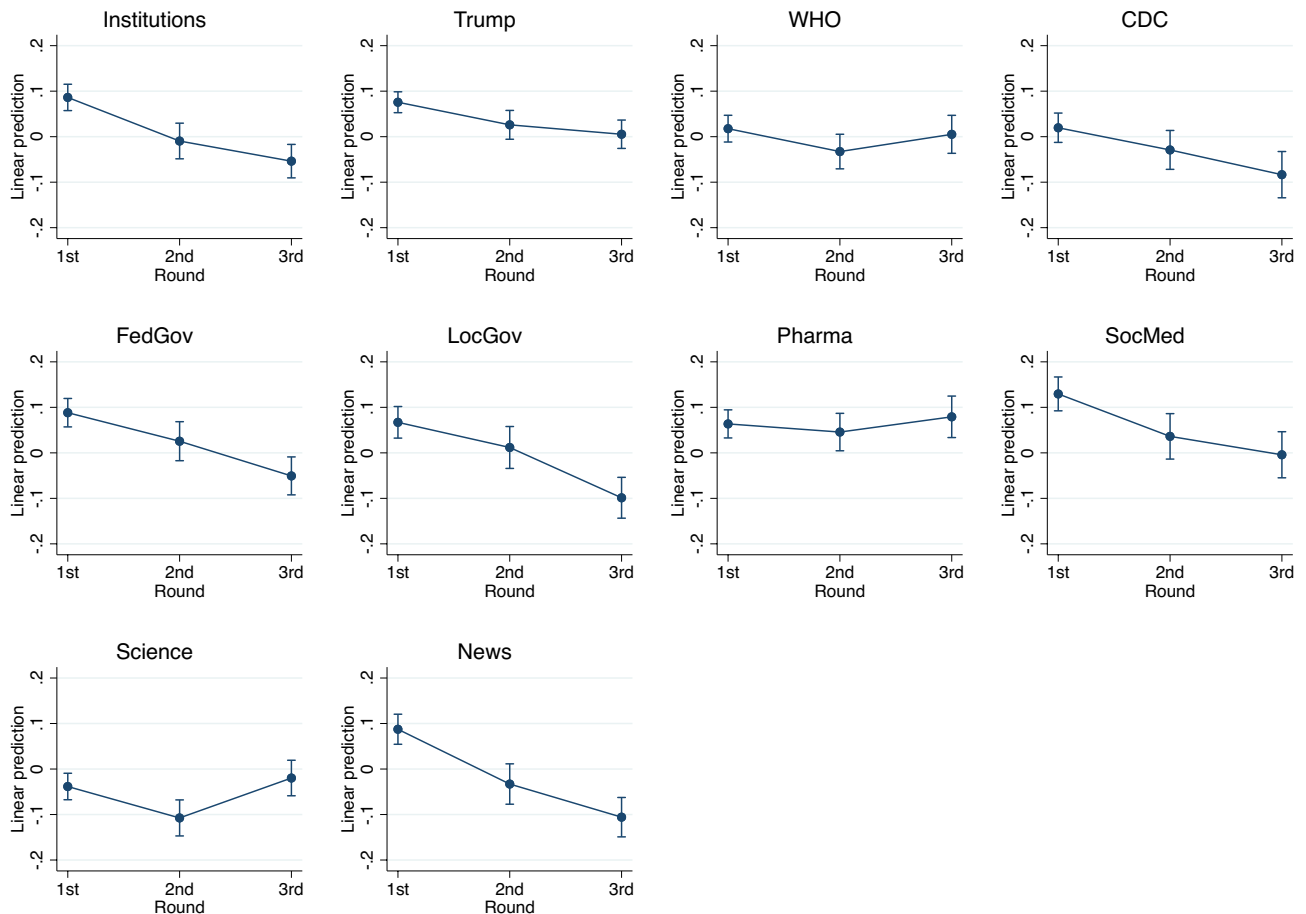 Institutions
Linear prediction
.2
.1
0
-.1
-.2
1st 2nd 3rd
Round
Trump
Linear prediction
.2
.1
0
-.1
-.2
1st 2nd 3rd
Round
WHO
Linear prediction
.2
.1
0
-.1
-.2
1st 2nd 3rd
Round
CDC
Linear prediction
.2
.1
0
-.1
-.2
1st 2nd 3rd
Round
FedGov
Linear prediction
.2
.1
0
-.1
-.2
1st 2nd 3rd
Round
LocGov
Linear prediction
.2
.1
0
-.1
-.2
1st 2nd 3rd
Round
Pharma
Linear prediction
.2
.1
0
-.1
-.2
1st 2nd 3rd
Round
SocMed
Linear prediction
.2
.1
0
-.1
-.2
1st 2nd 3rd
Round
Science
Linear prediction
.2
.1
0
-.1
-.2
1st 2nd 3rd
Round
News
Linear prediction
.2
.1
0
-.1
-.2
1st 2nd 3rd
Round